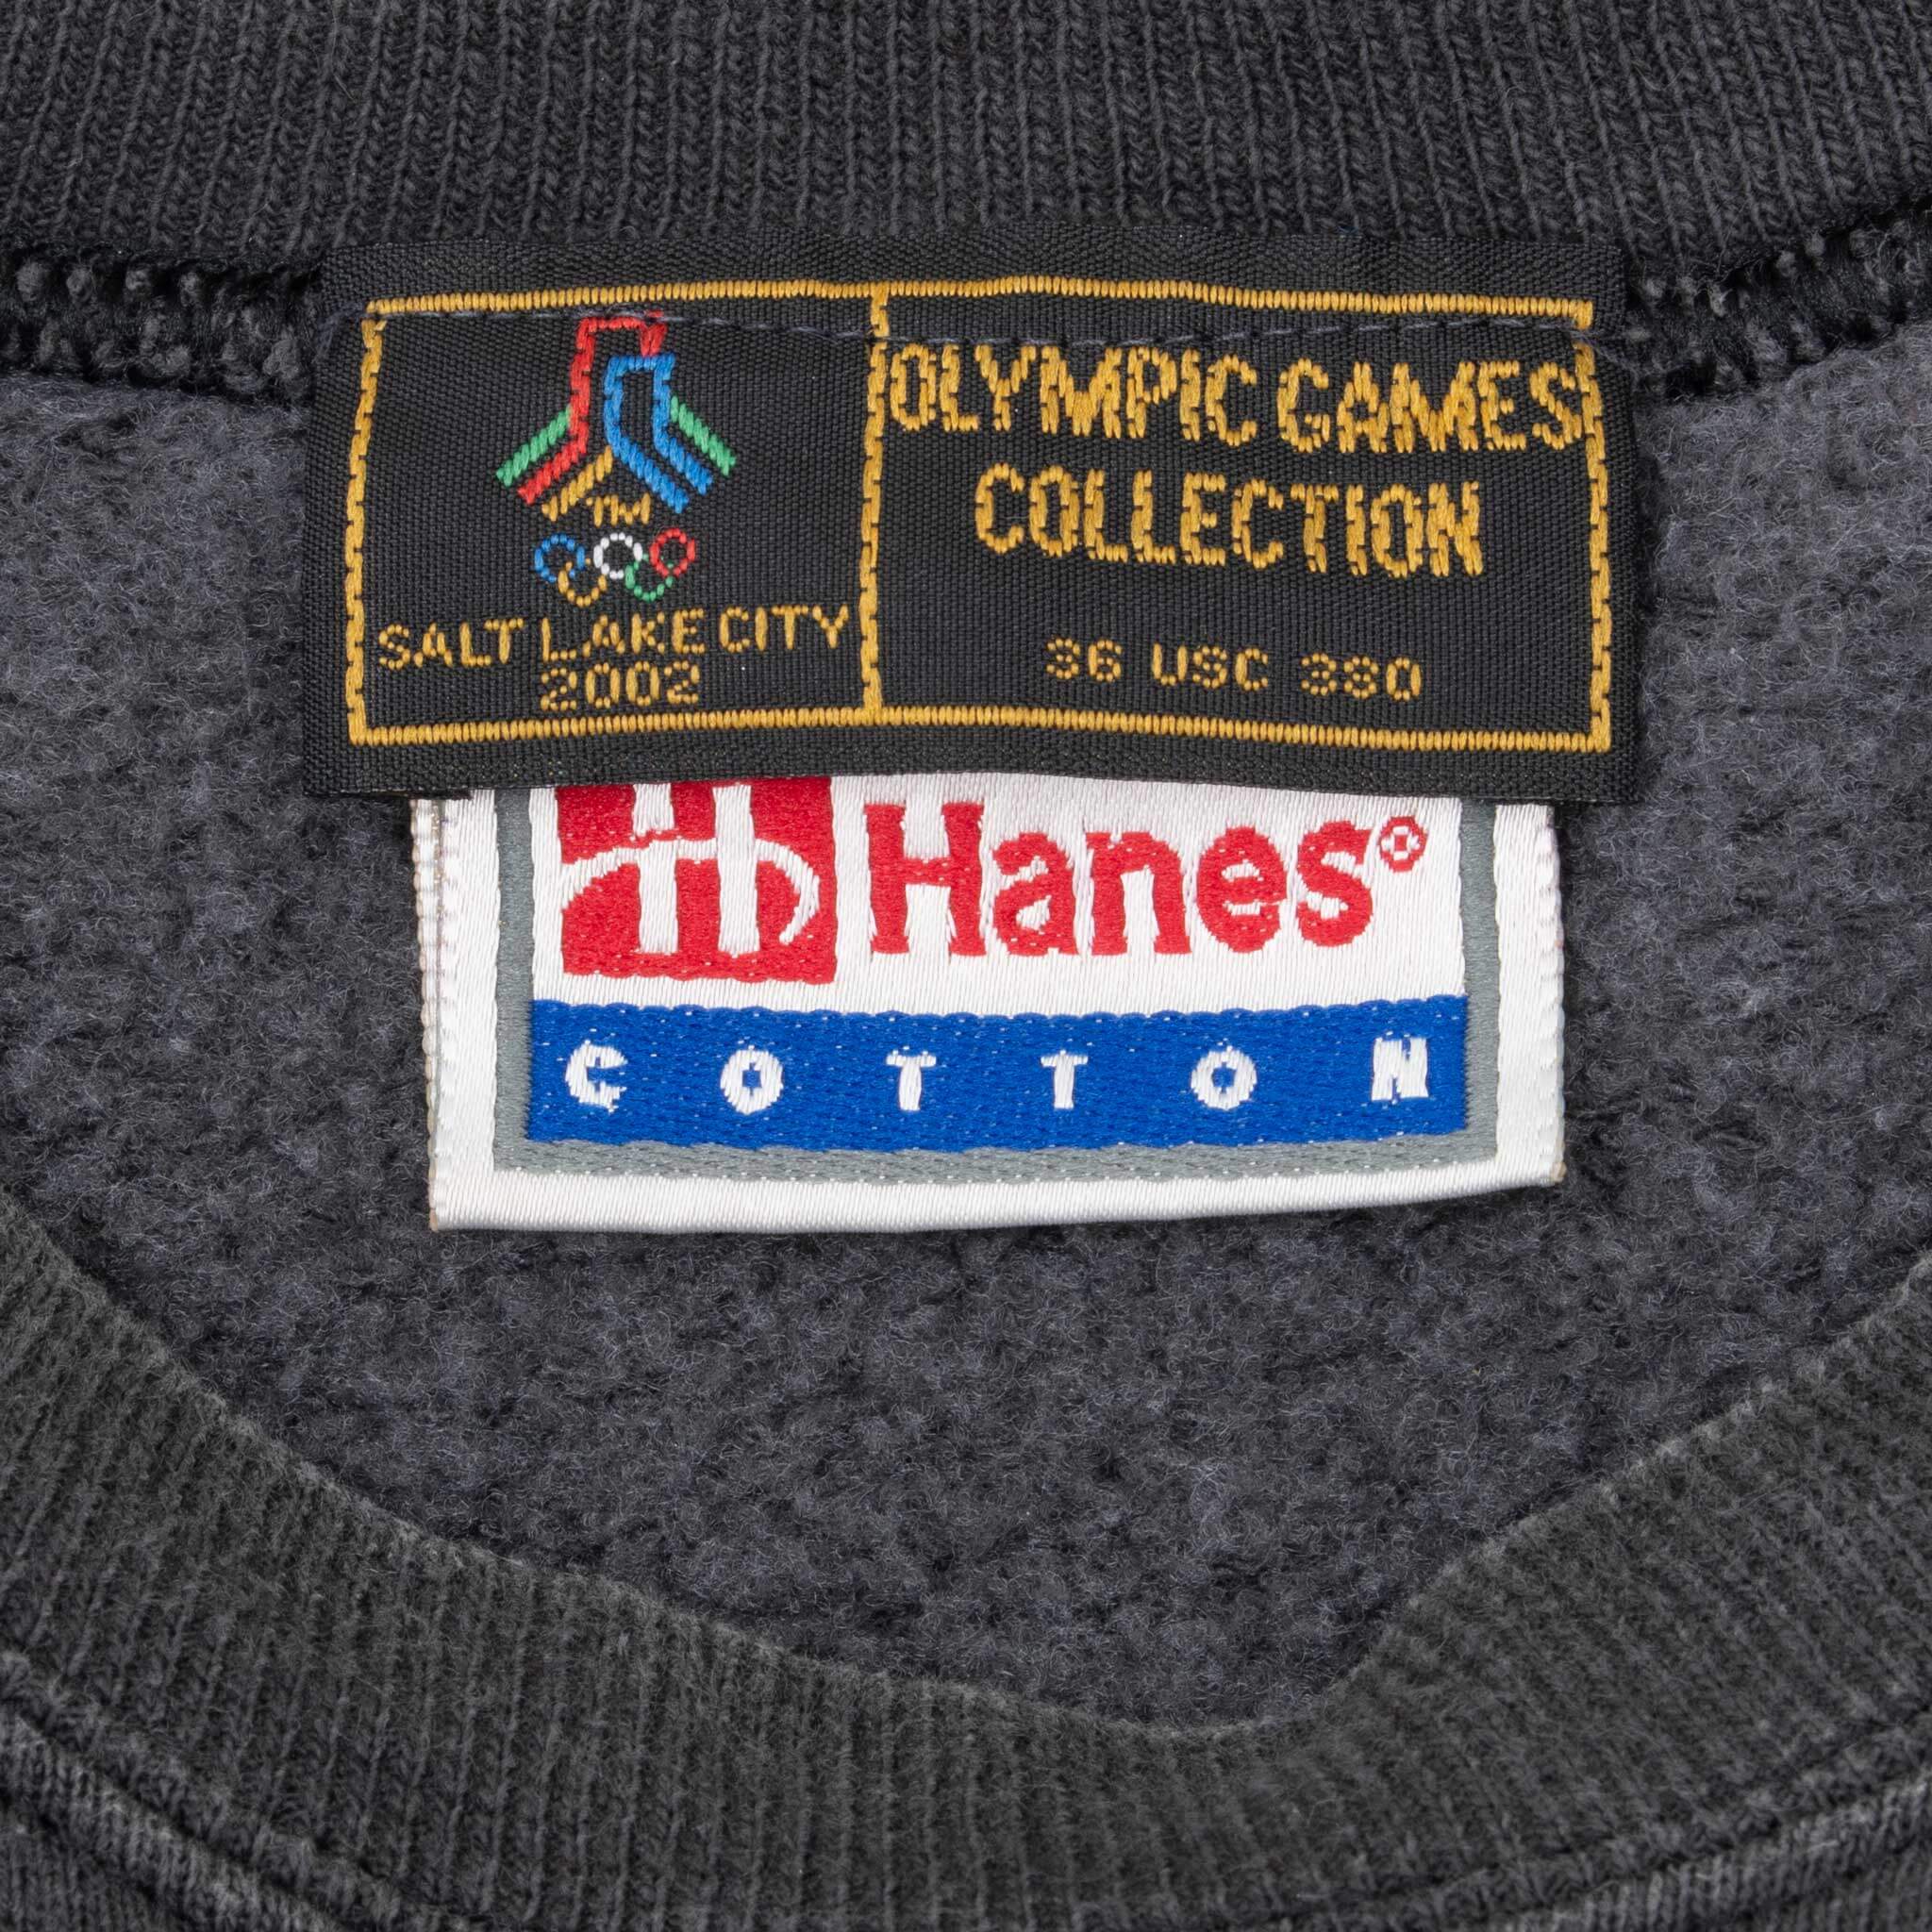 TM
SALT LAKE CITY
2002
OLYMPIC GAMES
COLLECTION
36 USC 380
Hanes®
COTTON